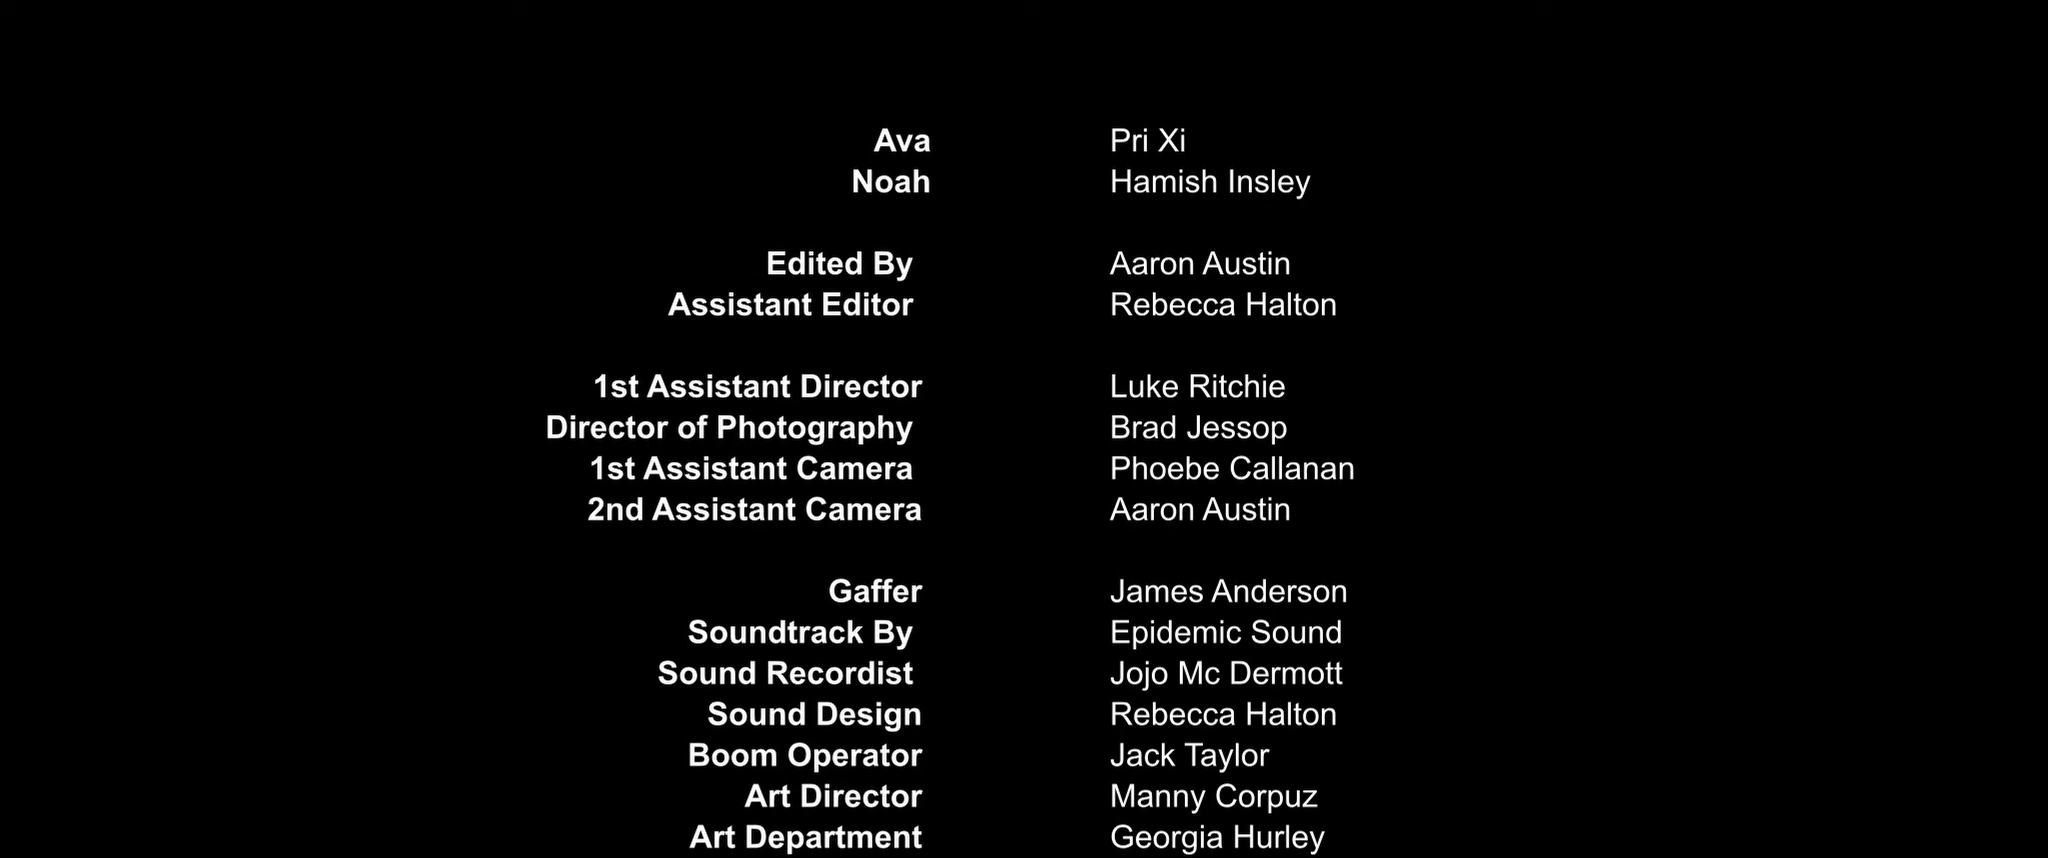 Ava Pri Xi
Noah Hamish Insley
Edited By Aaron Austin
Assistant Editor Rebecca Halton
1st Assistant Director Luke Ritchie
Director of Photography Brad Jessop
1st Assistant Camera Phoebe Callanan
2nd Assistant Camera Aaron Austin
Gaffer James Anderson
Soundtrack By Epidemic Sound
Sound Recordist Jojo Mc Dermott
Sound Design Rebecca Halton
Boom Operator Jack Taylor
Art Director Manny Corpuz
Art Department Georgia Hurley